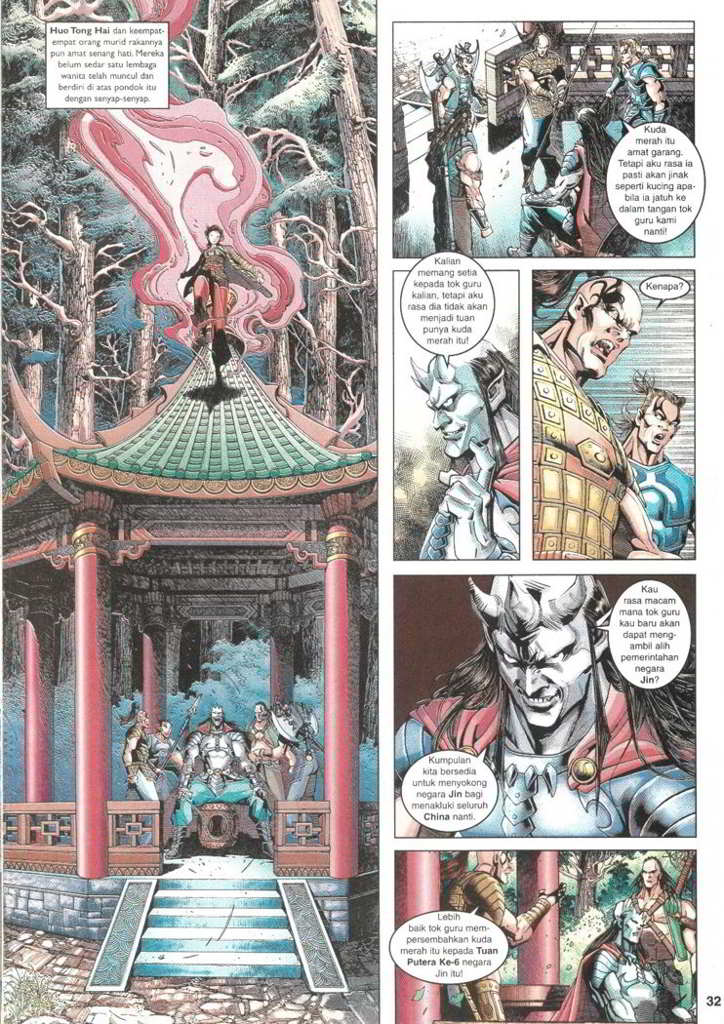 Huo Tong Hai dan keempat-
empat orang murid rakannya
pun amat senang hati. Mereka
belum sedar satu lembaga
wanita telah muncul dan
berdiri di atas pondok itu
dengan senyap-senyap.
Kuda
merah itu
amat garang.
Tetapi aku rasa ia
pasti akan jinak
seperti kucing apa-
bila ia jatuh ke
dalam tangan tok
guru nanti!
Kalian
memang setia
kepada tok guru
kalian, tetapi aku
rasa dia tidak akan
menjadi tuan
punya kuda
merah itu!
Kenapa?
Kau
rasa macam
mana tok guru
kau baru akan
dapat meng-
ambil alih
pemerintahan
negara
Jin?
Kumpulan
kita bersedia
menyokong
negara Jin bagi
menakluki seluruh
China nanti.
Lebih
baik tok guru mem-
persembahkan kuda
merah itu kepada Tuan
Putera Ke-6 negara
Jin itu!
32